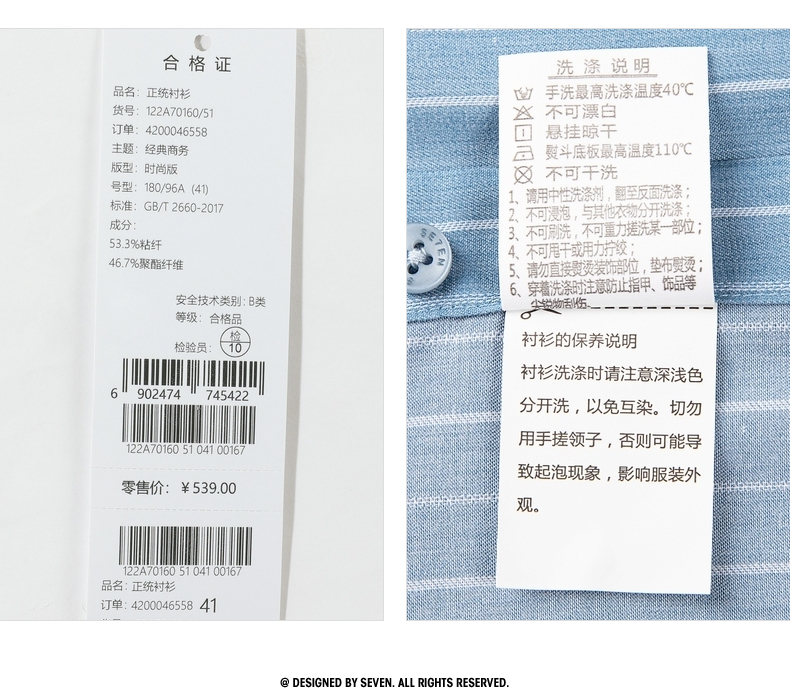 合格证
品名：正统衬衫
货号：122A70160/51
订单：4200046558
主题：经典商务
版型：时尚版
号型：180/96A (41)
标准：GB/T 2660-2017
成分：
53.3%粘纤
46.7%聚酯纤维
安全技术类别：B类
等级：合格品
检验员：检 10
6 902474 745422
122A70160 51 041 00167
零售价：￥539.00
122A70160 51 041 00167
品名：正统衬衫
订单：4200046558 41
洗涤说明
手洗最高洗涤温度40℃
不可漂白
悬挂晾干
熨斗底板最高温度110℃
不可干洗
1、请用中性洗涤剂，翻至反面洗涤；
2、不可浸泡，与其他衣物分开洗涤；
3、不可刷洗，不可重力搓洗某一部位；
4、不可甩干或用力拧绞；
5、请勿直接熨烫装饰部位，垫布熨烫；
6、穿着洗涤时注意防止指甲、饰品等
尖锐物刮伤。
SEVEN
衬衫的保养说明
衬衫洗涤时请注意深浅色
分开洗，以免互染。切勿
用手搓领子，否则可能导
致起泡现象，影响服装外
观。
@ DESIGNED BY SEVEN. ALL RIGHTS RESERVED.